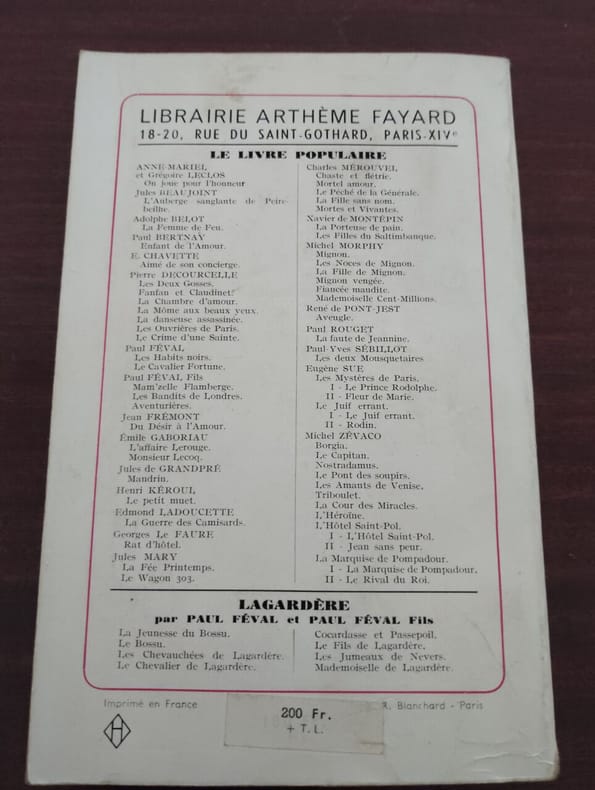 LIBRAIRIE ARTHÈME FAYARD
18-20, RUE DU SAINT-GOTHARD, PARIS-XIVe
LE LIVRE POPULAIRE
ANNE-MARIEL
et Grégoire LECLOS
On joue pour l'honneur
Jules BEAUJOINT
L'Auberge sanglante de Peire-
beilhe.
Adolphe BELOT
La Femme de Feu.
Paul BERTNAY
Enfant de l'Amour.
E. CHAVETTE
Aimé de son concierge.
Pierre DECOURCELLE
Les Deux Gosses.
Fanfan et Claudinet.
La Chambre d'amour.
La Môme aux beaux yeux.
La danseuse assassinée.
Les Ouvrières de Paris.
Le Crime d'une Sainte.
Paul FÉVAL
Les Habits noirs.
Le Cavalier Fortune.
Paul FÉVAL Fils
Mam'zelle Flamberge.
Les Bandits de Londres.
Aventurières.
Jean FRÉMONT
Du Désir à l'Amour.
Émile GABORIAU
L'affaire Lerouge.
Monsieur Lecoq.
Jules de GRANDPRÉ
Mandrin.
Henri KÉROUL
Le petit muet.
Edmond LADOUCETTE
La Guerre des Camisards.
Georges Le FAURE
Rat d'hôtel.
Jules MARY
La Fée Printemps.
Le Wagon 303.
Charles MÉROUVEL
Chaste et flétrie.
Mortel amour.
Le Péché de la Générale.
La Fille sans nom.
Mortes et Vivantes.
Xavier de MONTÉPIN
La Porteuse de pain.
Les Filles du Saltimbanque.
Michel MORPHY
Mignon.
Les Noces de Mignon.
La Fille de Mignon.
Mignon vengée.
Fiancée maudite.
Mademoiselle Cent-Millions.
René de PONT-JEST
Aveugle.
Paul ROUGET
La faute de Jeannine.
Paul-Yves SÉBILLOT
Les deux Mousquetaires
Eugène SUE
Les Mystères de Paris.
I - Le Prince Rodolphe.
II - Fleur de Marie.
Le Juif errant.
I - Le Juif errant.
II - Rodin.
Michel ZÉVACO
Borgia.
Le Capitan.
Nostradamus.
Le Pont des soupirs.
Les Amants de Venise.
Triboulet.
La Cour des Miracles.
L'Héroïne.
L'Hôtel Saint-Pol.
I - L'Hôtel Saint-Pol.
II - Jean sans peur.
La Marquise de Pompadour.
I - La Marquise de Pompadour.
II - Le Rival du Roi.
LAGARDÈRE
par PAUL FÉVAL et PAUL FÉVAL Fils
La Jeunesse du Bossu.
Le Bossu.
Les Chevauchées de Lagardère.
Le Chevalier de Lagardère.
Cocardasse et Passepoil.
Le Fils de Lagardère.
Les Jumeaux de Nevers.
Mademoiselle de Lagardère.
Imprimé en France
R. Blanchard - Paris
200 Fr.
+ T.L.
H